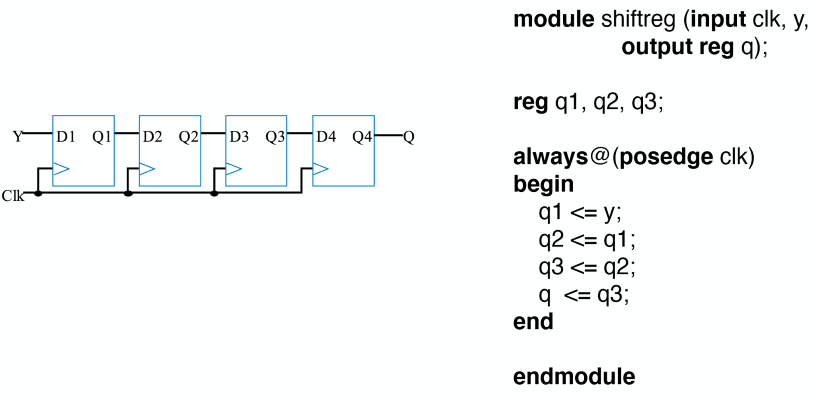 Y D1 Q1 D2 Q2 D3 Q3 D4 Q4 Q
Clk
module shiftreg (input clk, y,
output reg q);
reg q1, q2, q3;
always@(posedge clk)
begin
q1 <= y;
q2 <= q1;
q3 <= q2;
q <= q3;
end
endmodule